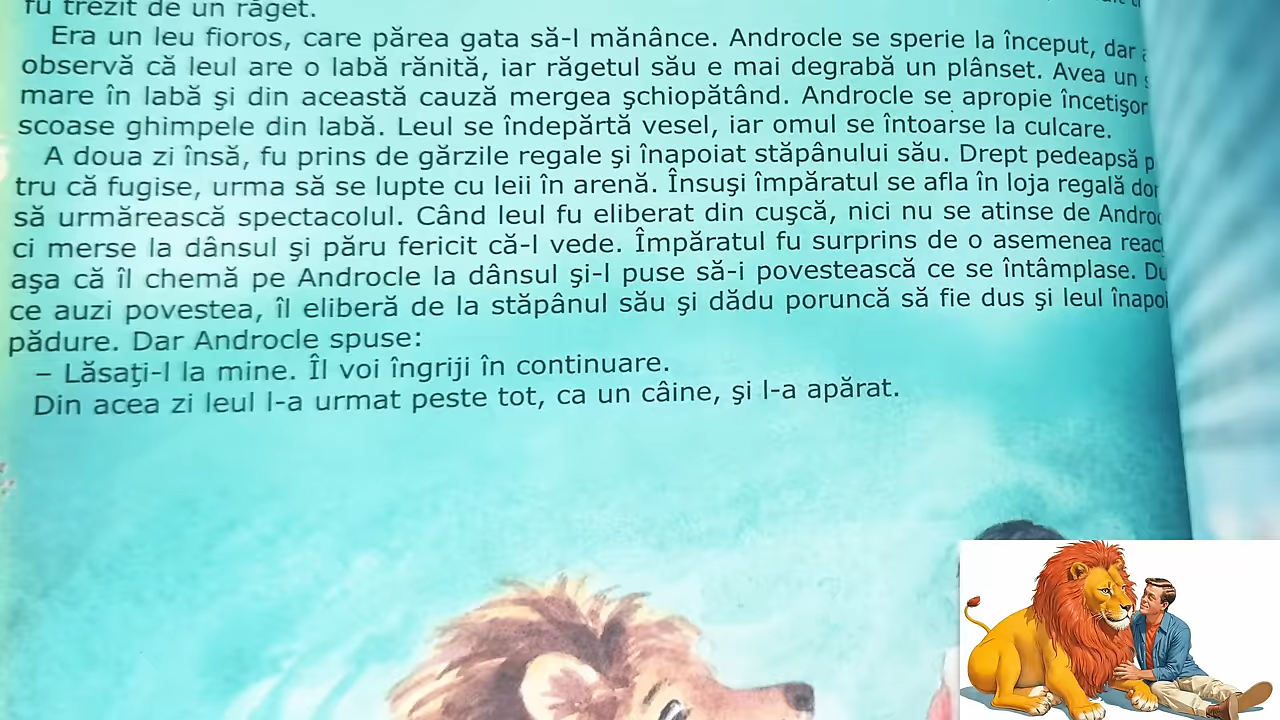 fu trezit de un răget.
Era un leu fioros, care părea gata să-l mănânce. Androcle se sperie la început, dar
observă că leul are o labă rănită, iar răgetul său e mai degrabă un plânset. Avea un
mare în labă şi din această cauză mergea şchiopătând. Androcle se apropie încetişor
scoase ghimpele din labă. Leul se îndepărtă vesel, iar omul se întoarse la culcare.
A doua zi însă, fu prins de gărzile regale şi înapoiat stăpânului său. Drept pedeapsă
tru că fugise, urma să se lupte cu leii în arenă. Însuşi împăratul se afla în loja regală
să urmărească spectacolul. Când leul fu eliberat din cuşcă, nici nu se atinse de
ci merse la dânsul şi păru fericit că-l vede. Împăratul fu surprins de o asemenea
aşa că îl chemă pe Androcle la dânsul şi-l puse să-i povestească ce se întâmplase.
ce auzi povestea, îl eliberă de la stăpânul său şi dădu poruncă să fie dus şi leul
pădure. Dar Androcle spuse:
– Lăsaţi-l la mine. Îl voi îngriji în continuare.
Din acea zi leul l-a urmat peste tot, ca un câine, şi l-a apărat.